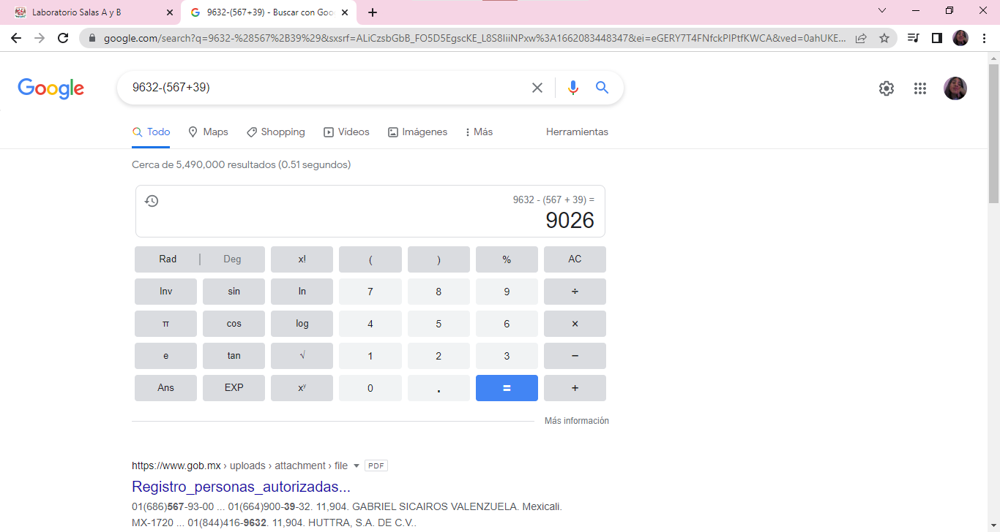 Laboratorio Salas A y B
9632-(567+39) - Buscar con Goo
google.com/search?q=9632-%28567%2B39%29&sxsrf=ALiCzsbGbB_FO5D5EgscKE_L8S8IiiNPxw%3A1662083448347&ei=eGERY7T4FNfckPIPtfKWCA&ved=0ahUKE...
Google
9632-(567+39)
Todo Maps Shopping Vídeos Imágenes Más Herramientas
Cerca de 5,490,000 resultados (0.51 segundos)
9632 - (567 + 39) =
9026
Rad | Deg x! ( ) % AC
Inv sin ln 7 8 9 ÷
π cos log 4 5 6 ×
e tan √ 1 2 3 −
Ans EXP xʸ 0 . = +
Más información
https://www.gob.mx › uploads › attachment › file PDF
Registro_personas_autorizadas...
01(686)567-93-00 ... 01(664)900-39-32. 11,904. GABRIEL SICAIROS VALENZUELA. Mexicali.
MX-1720 ... 01(844)416-9632. 11,904. HUTTRA, S.A. DE C.V..